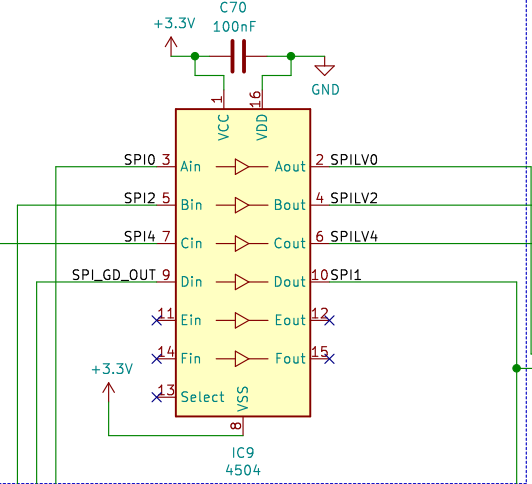 C70
+3.3V
100nF
GND
1
16
VCC
VDD
SPI0 3 Ain Aout 2 SPILV0
SPI2 5 Bin Bout 4 SPILV2
SPI4 7 Cin Cout 6 SPILV4
SPI_GD_OUT 9 Din Dout 10 SPI1
11 Ein Eout 12
14 Fin Fout 15
+3.3V
13 Select
VSS
8
IC9
4504